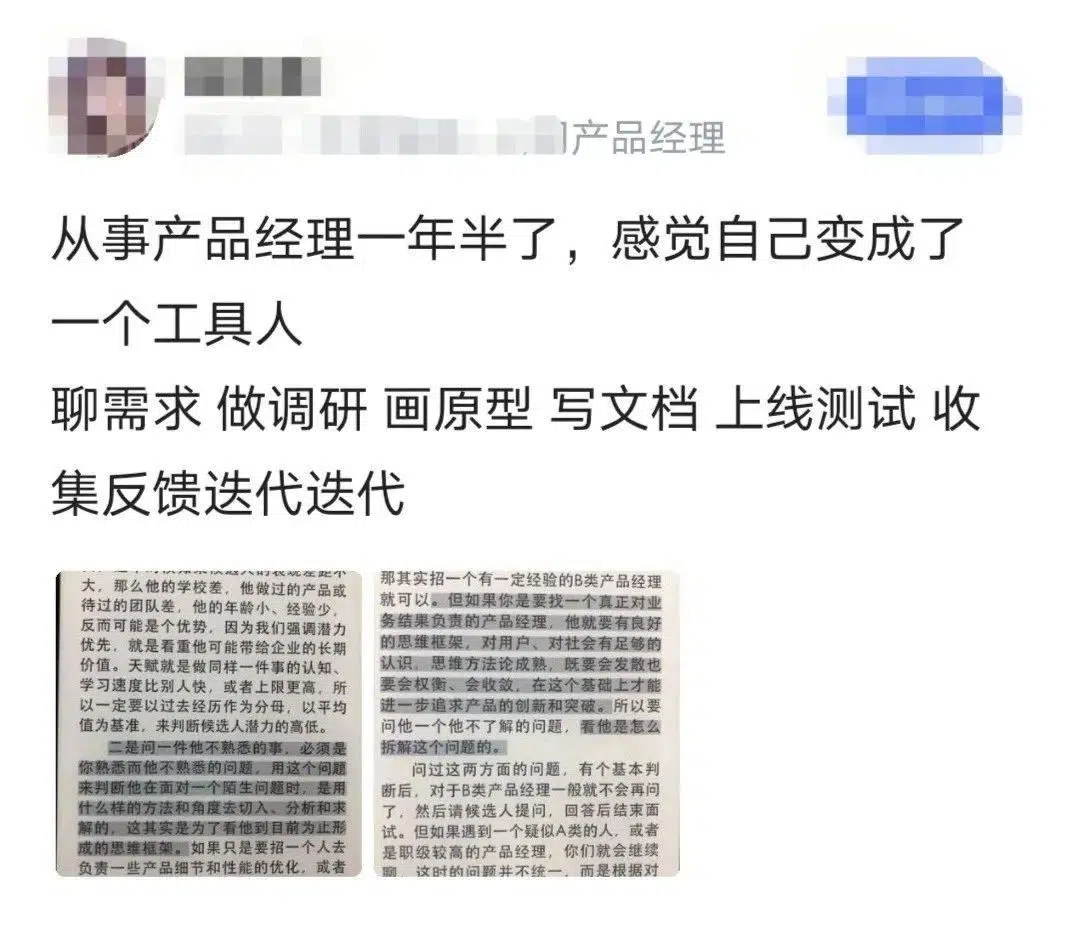 产品经理
从事产品经理一年半了，感觉自己变成了
一个工具人
聊需求 做调研 画原型 写文档 上线测试 收
集反馈迭代迭代
大，那么他的学校差，他做过的产品或
待过的团队差，他的年龄小、经验少，
反而可能是个优势，因为我们强调潜力
优先，就是看重他可能带给企业的长期
价值。天赋就是做同样一件事的认知、
学习速度比别人快，或者上限更高，所
以一定要以过去经历作为分母，以平均
值为基准，来判断候选人潜力的高低。
二是问一件他不熟悉的事，必须是
你熟悉而他不熟悉的问题，用这个问题
来判断他在面对一个陌生问题时，是用
什么样的方法和角度去切入、分析和求
解的，这其实是为了看他到目前为止形
成的思维框架。如果只是要招一个人去
负责一些产品细节和性能的优化，或者
那其实招一个有一定经验的B类产品经理
就可以。但如果你是要找一个真正对业
务结果负责的产品经理，他就要有良好
的思维框架，对用户、对社会有足够的
认识，思维方法论成熟，既要会发散也
要会权衡、会收敛，在这个基础上才能
进一步追求产品的创新和突破。所以要
问他一个他不了解的问题，看他是怎么
拆解这个问题的。
问过这两方面的问题，有个基本判
断后，对于B类产品经理一般就不会再问
了，然后请候选人提问，回答后结束面
试。但如果遇到一个疑似A类的人，或者
是职级较高的产品经理，你们就会继续
聊，这时的问题并不统一，而是根据对